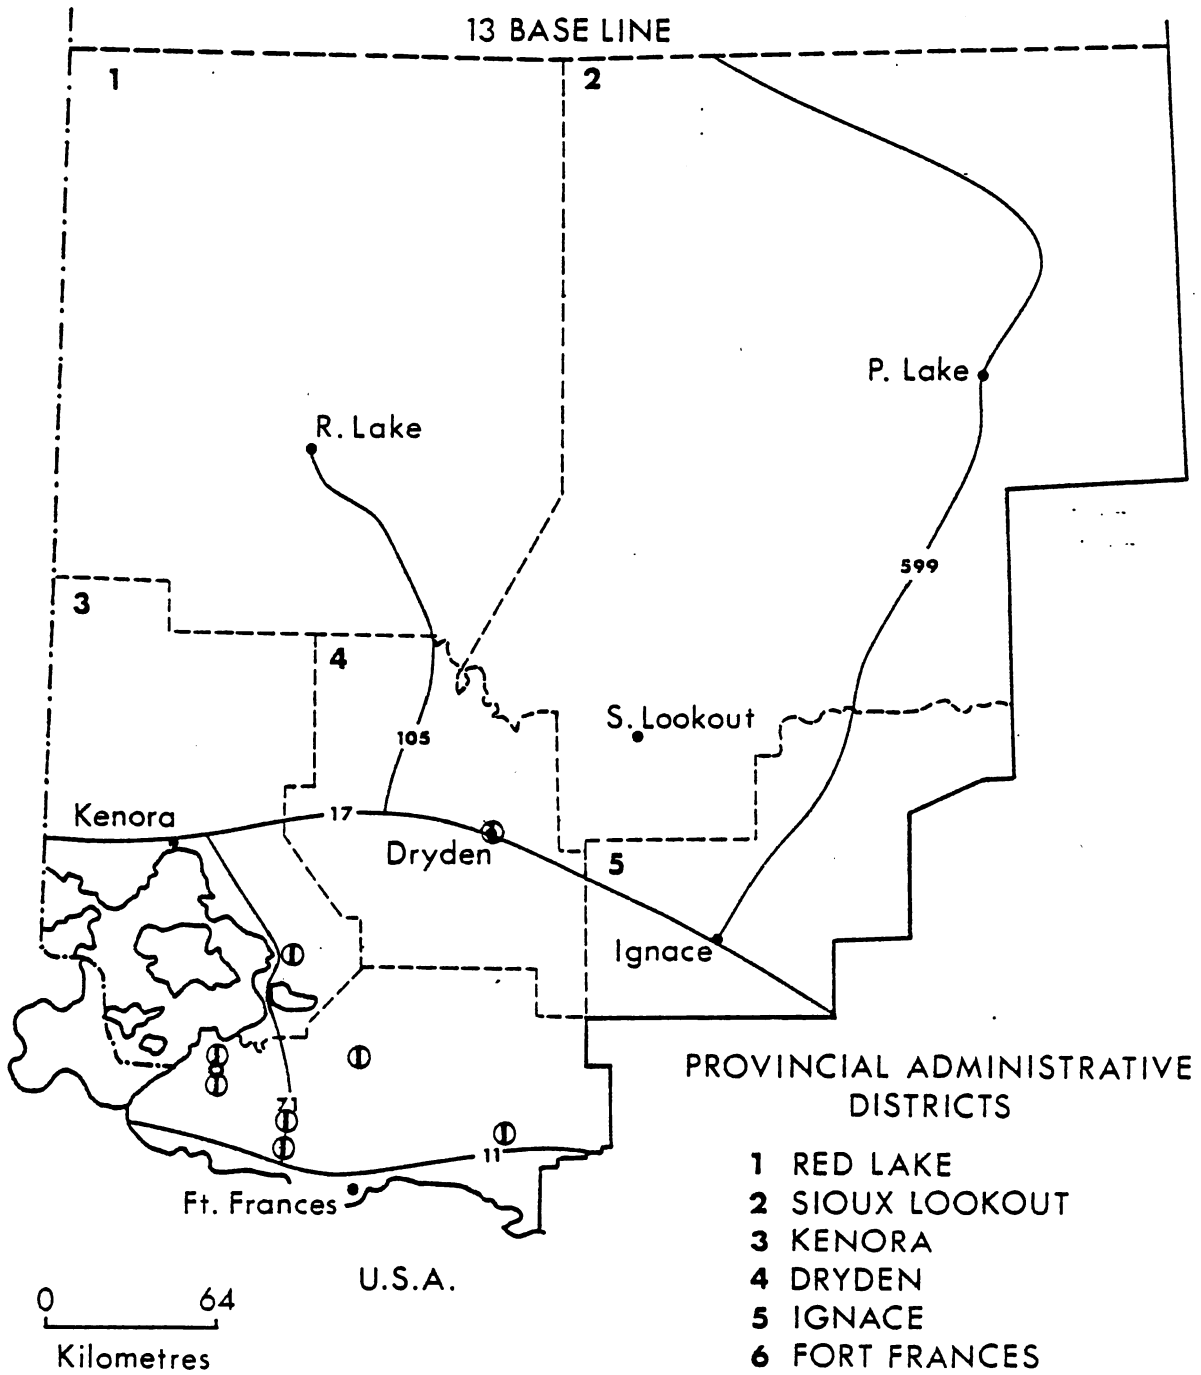 13 BASE LINE
1
2
P. Lake
R. Lake
599
3
4
S. Lookout
105
Kenora
17
Dryden
5
Ignace
71
11
Ft. Frances
U.S.A.
0 64
Kilometres
PROVINCIAL ADMINISTRATIVE
DISTRICTS
1 RED LAKE
2 SIOUX LOOKOUT
3 KENORA
4 DRYDEN
5 IGNACE
6 FORT FRANCES